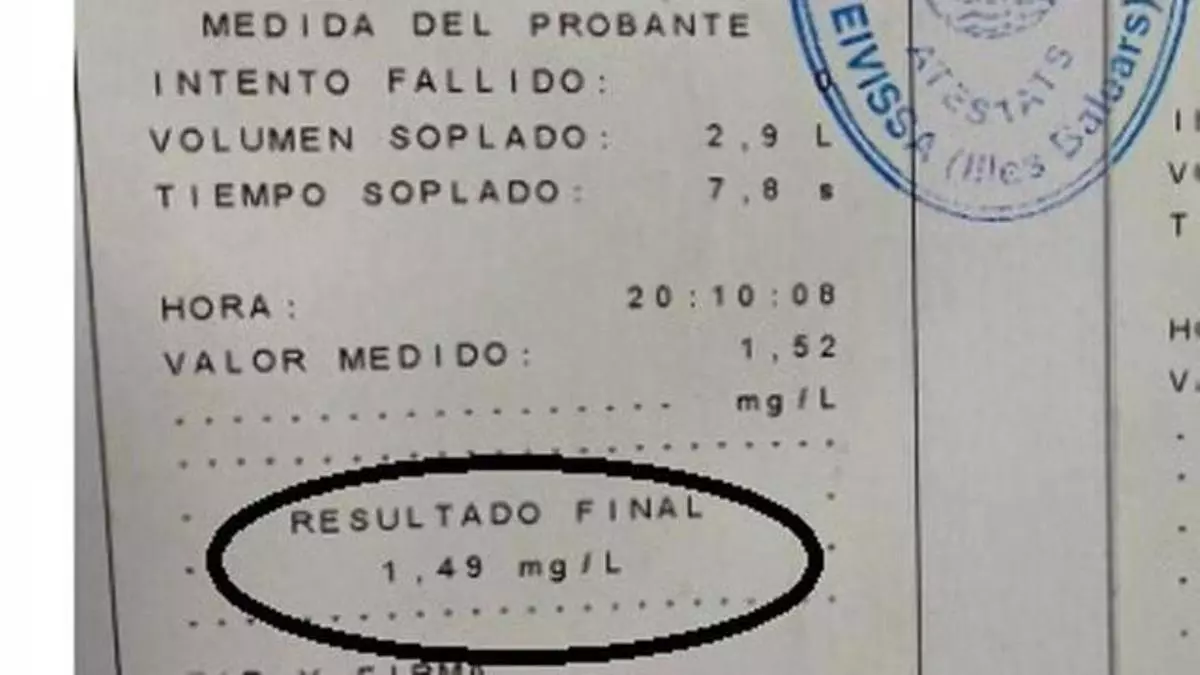 MEDIDA DEL PROBANTE
INTENTO FALLIDO:
VOLUMEN SOPLADO: 2,9 L
TIEMPO SOPLADO: 7,8 s
HORA: 20:10:08
VALOR MEDIDO: 1,52
. . . . . . . . . . . . . . . . . . mg/L
. . . . . . . . . . . . . . . . . . . . . . . .
RESULTADO FINAL
1,49 mg/L
. . . . . . . . . . . . . . . . . . . . . . . .
Y FIRMA
EIVISSA (Illes Balears)
ATESTATS